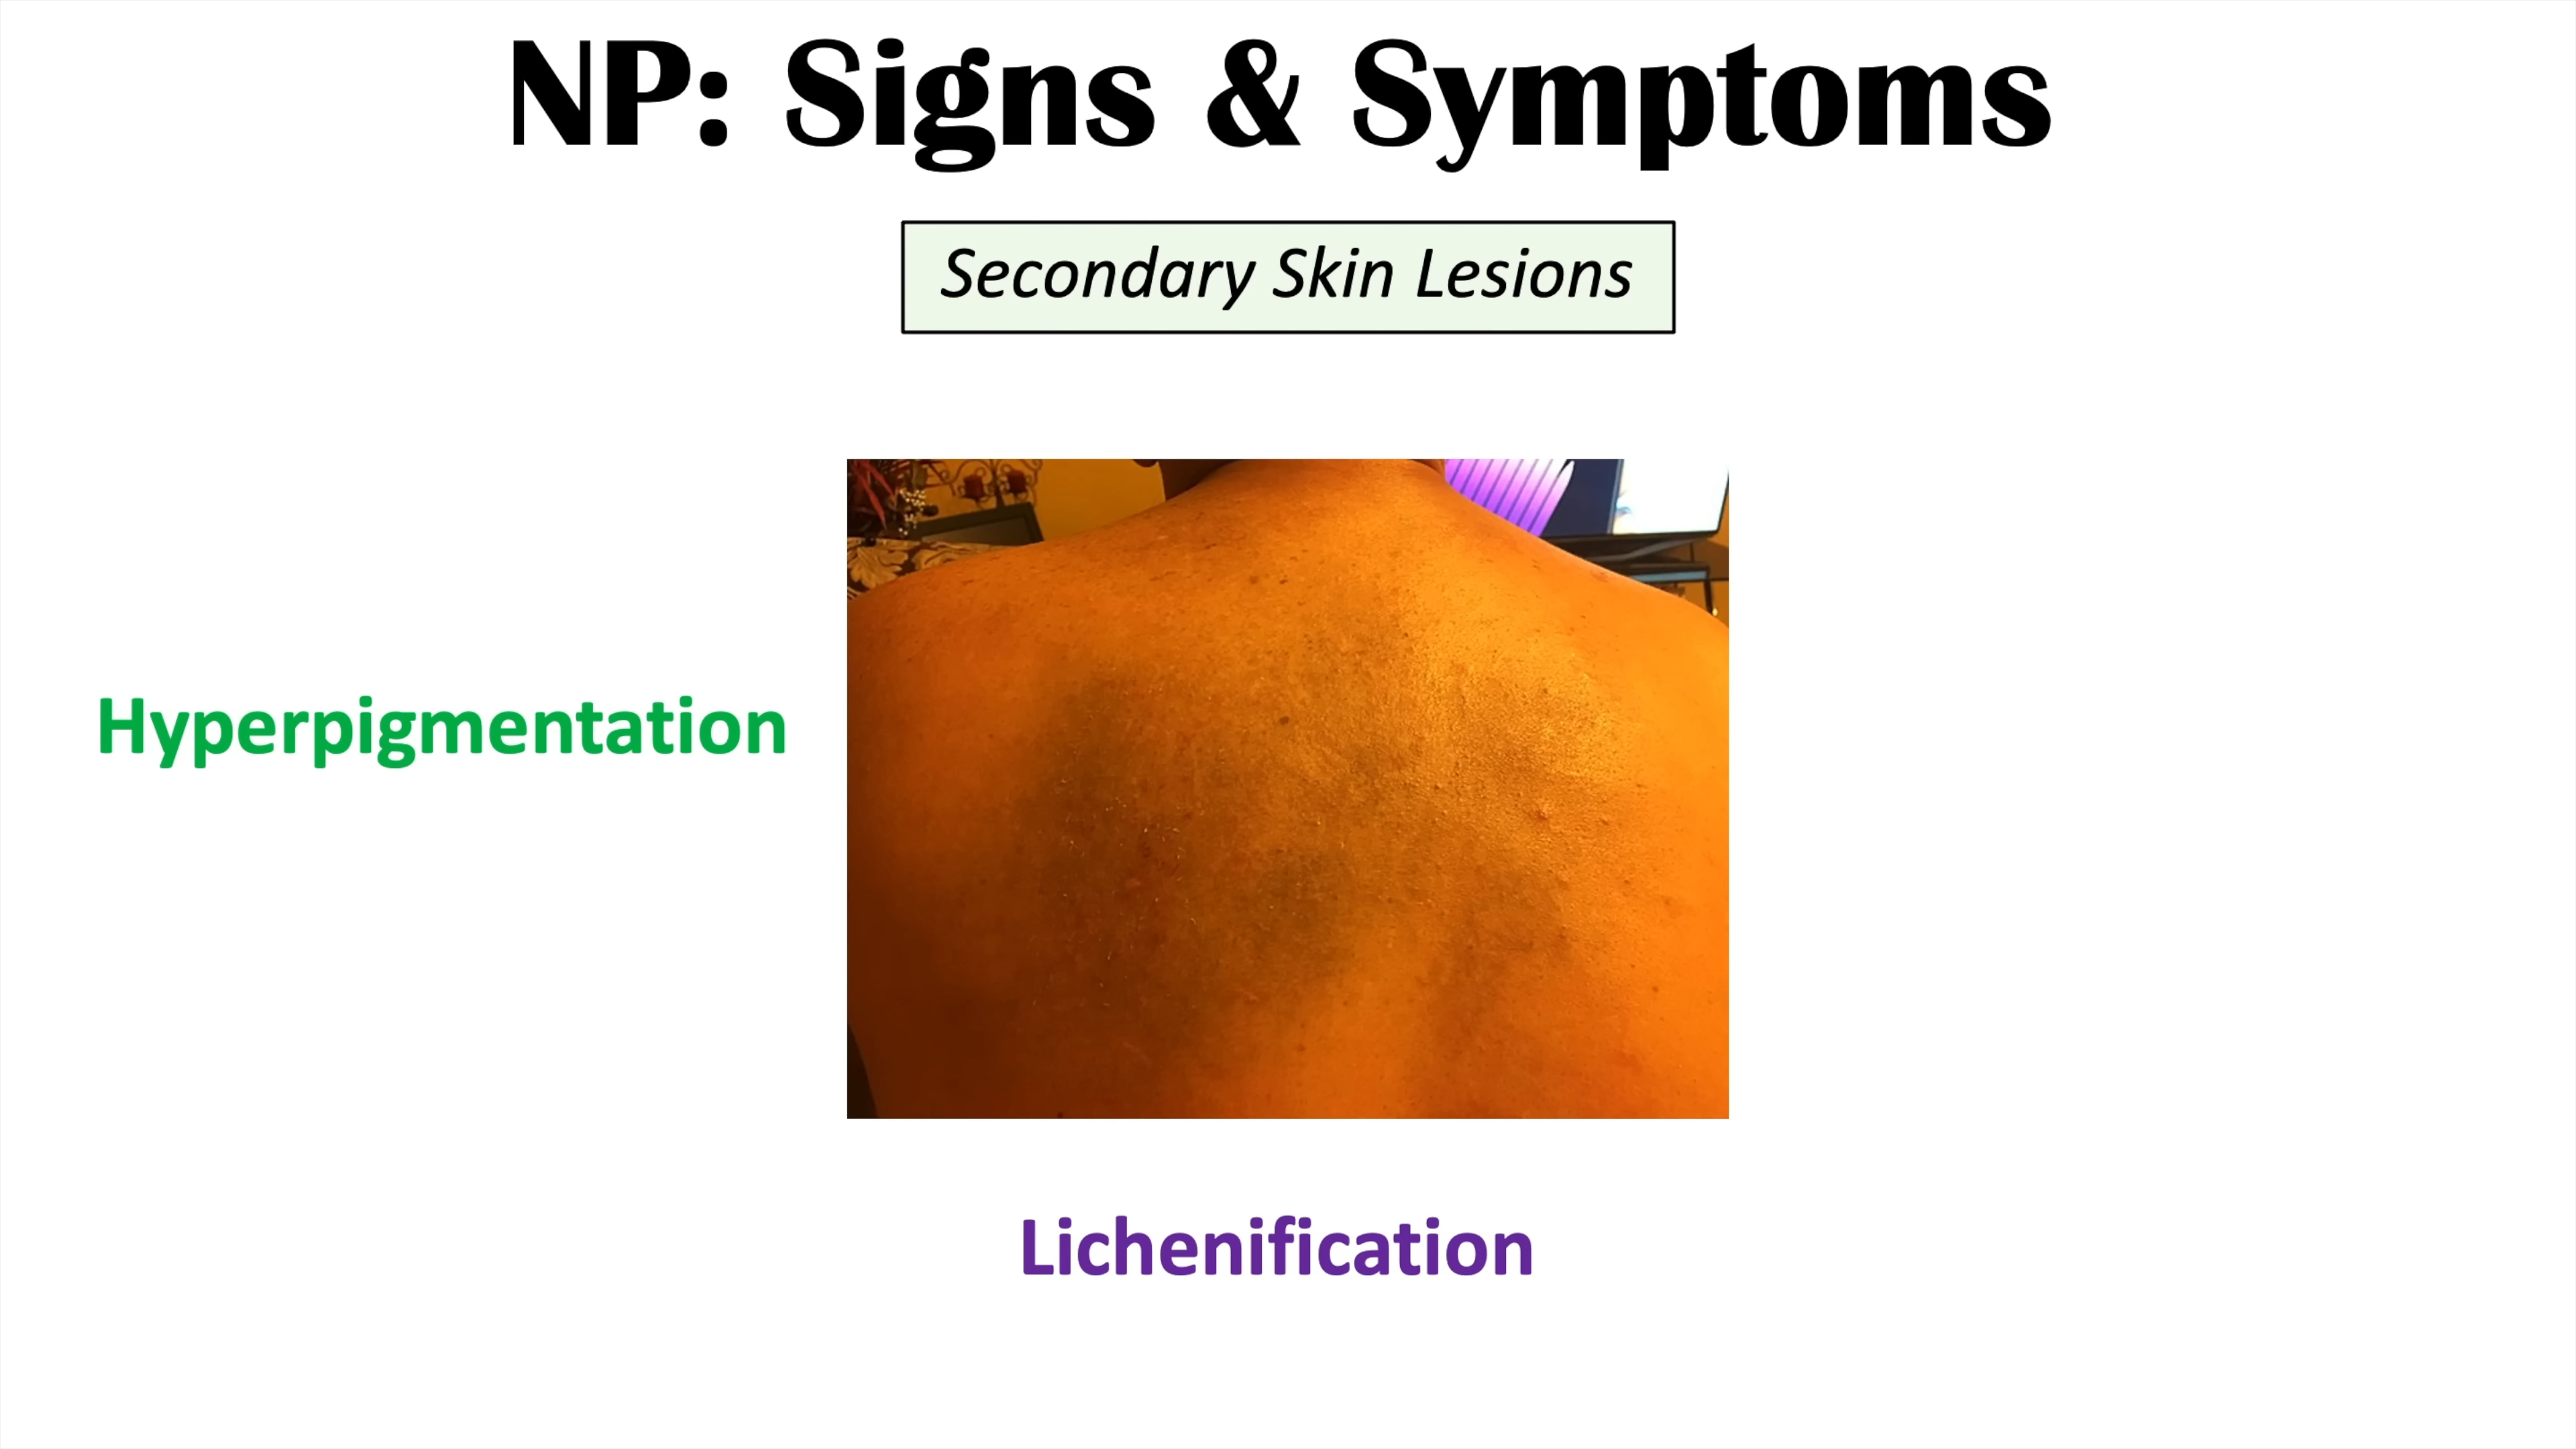 NP: Signs & Symptoms
Secondary Skin Lesions
Hyperpigmentation
Lichenification